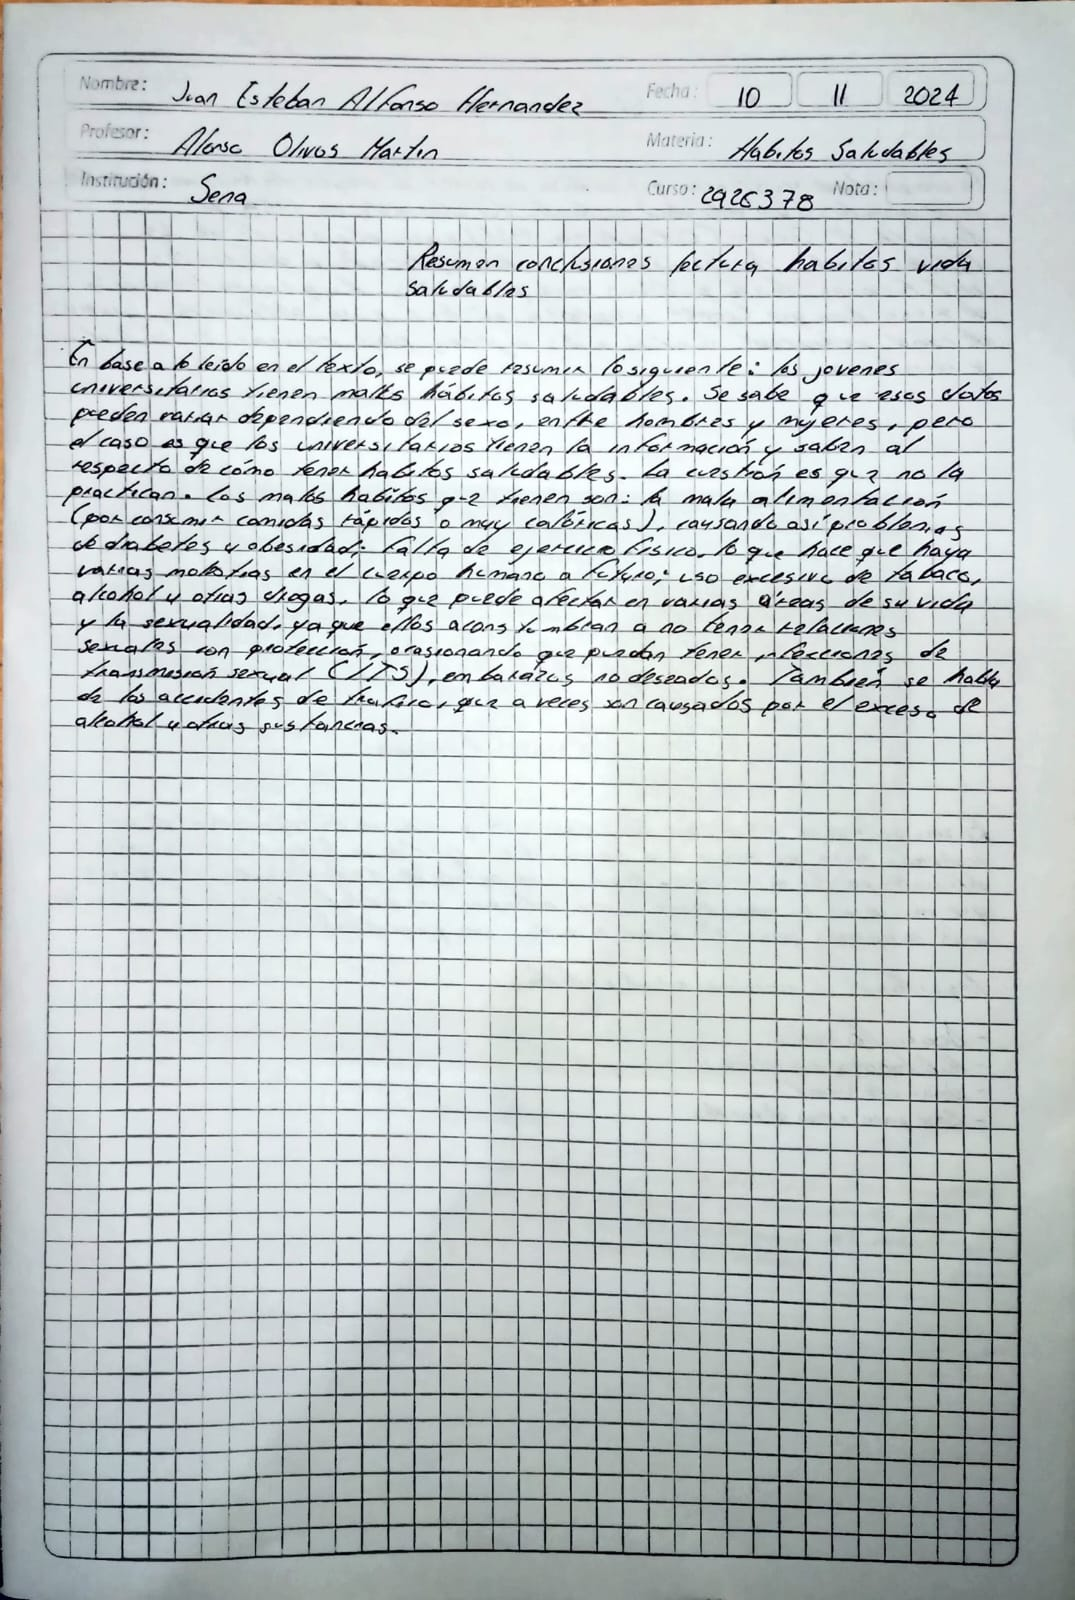 Nombre: Juan Esteban Alfonso Hernandez Fecha: 10 11 2024
Profesor: Alonso Olivos Martin Materia: Habitos Saludables
Institución: Sena Curso: 2926378 Nota:
Resumen conclusiones lectura habitos vida
saludables
En base a lo leido en el texto, se puede resumir lo siguiente: los jovenes
universitarios tienen malos hábitos saludables. Se sabe que esos datos
pueden variar dependiendo del sexo, entre hombres y mujeres, pero
el caso es que los universitarios tienen la información y saben al
respecto de cómo tener habitos saludables. La cuestión es que no la
practican. Los malos habitos que tienen son: la mala alimentación
(por consumir comidas rápidas o muy calóricas), causando así problemas
de diabetes y obesidad; falta de ejercicio físico, lo que hace que haya
varias molestias en el cuerpo humano a futuro; uso excesivo de tabaco,
alcohol y otras drogas, lo que puede afectar en varias áreas de su vida
y la sexualidad, ya que ellos acostumbran a no tener relaciones
sexuales con protección, ocasionando que puedan tener infecciones de
transmisión sexual (ITS), embarazos no deseados. También se habla
de los accidentes de trafico, que a veces son causados por el exceso de
alcohol y otras sustancias.